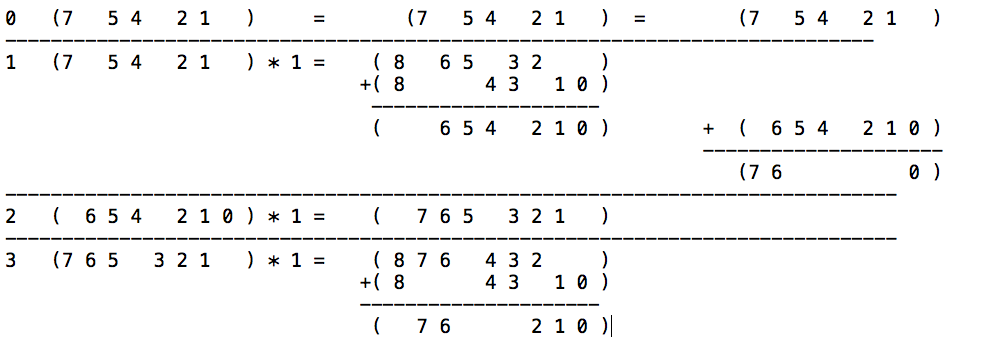 0 (7 5 4 2 1 ) = (7 5 4 2 1 ) = (7 5 4 2 1 )
1 (7 5 4 2 1 ) * 1 = ( 8 6 5 3 2 )
+( 8 4 3 1 0 )
( 6 5 4 2 1 0 ) + ( 6 5 4 2 1 0 )
(7 6 0 )
2 ( 6 5 4 2 1 0 ) * 1 = ( 7 6 5 3 2 1 )
3 (7 6 5 3 2 1 ) * 1 = ( 8 7 6 4 3 2 )
+( 8 4 3 1 0 )
( 7 6 2 1 0 )